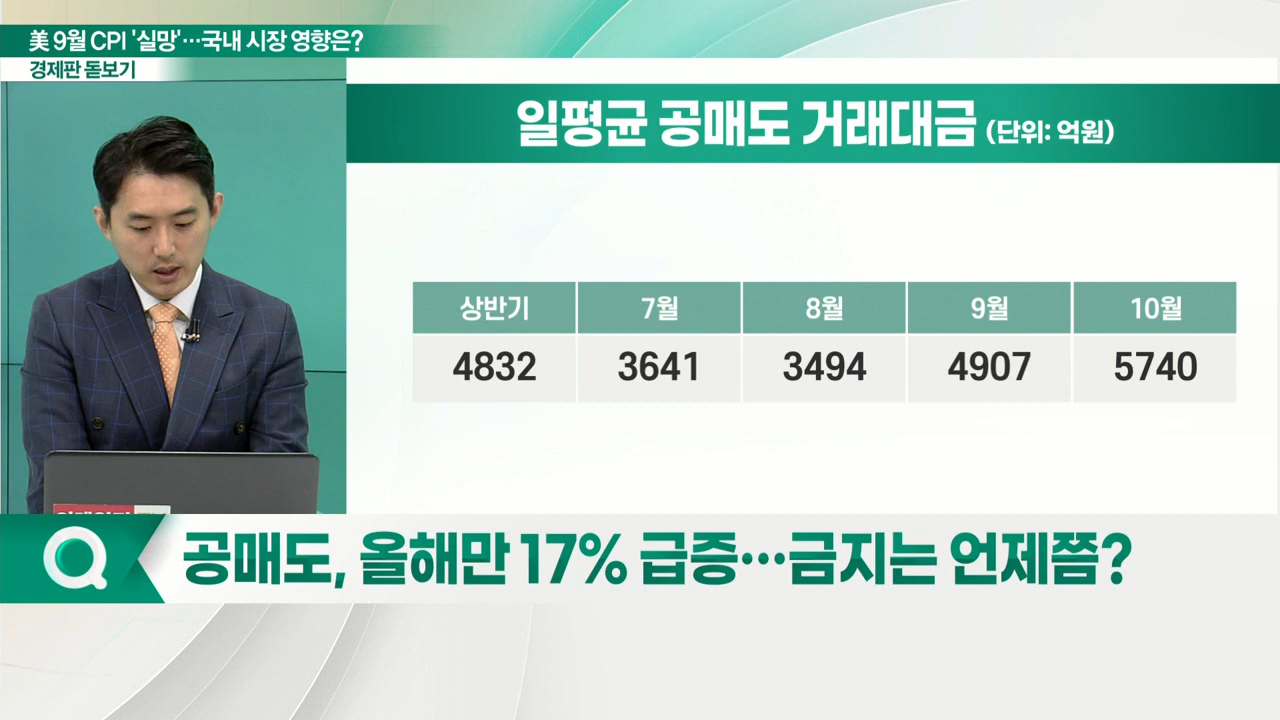 美 9월 CPI '실망'…국내 시장 영향은?
경제판 돋보기
일평균 공매도 거래대금 (단위: 억원)
상반기 7월 8월 9월 10월
4832 3641 3494 4907 5740
공매도, 올해만 17% 급증…금지는 언제쯤?